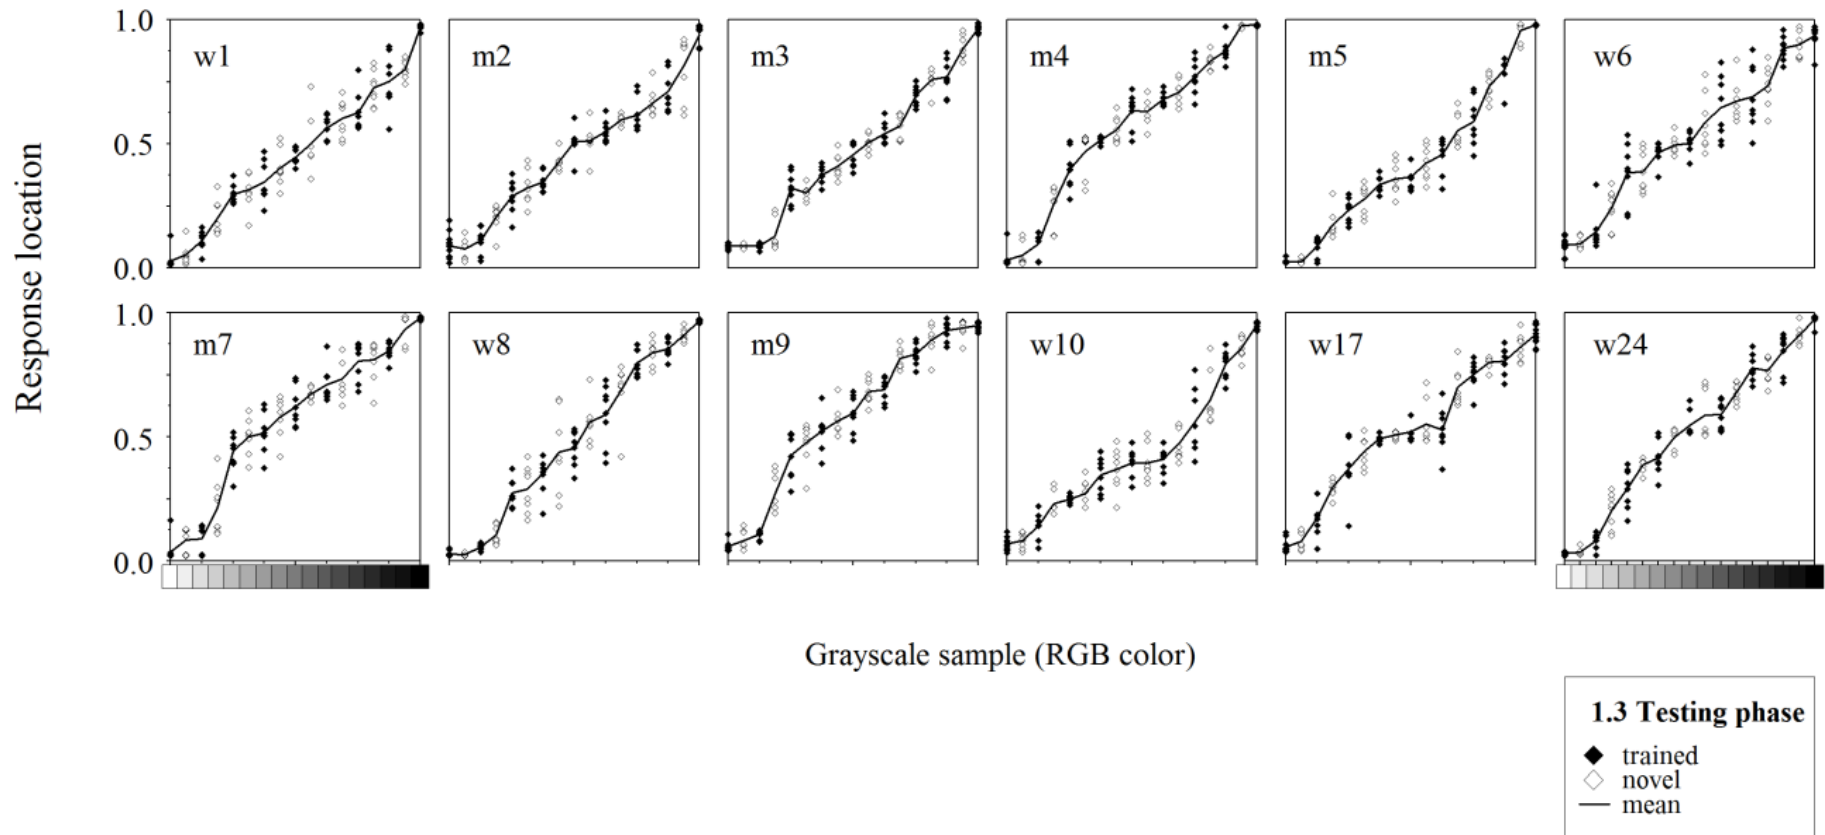 Response location
1.0
0.5
0.0
w1
m2
m3
m4
m5
w6
1.0
0.5
0.0
m7
w8
m9
w10
w17
w24
Grayscale sample (RGB color)
1.3 Testing phase
trained
novel
mean